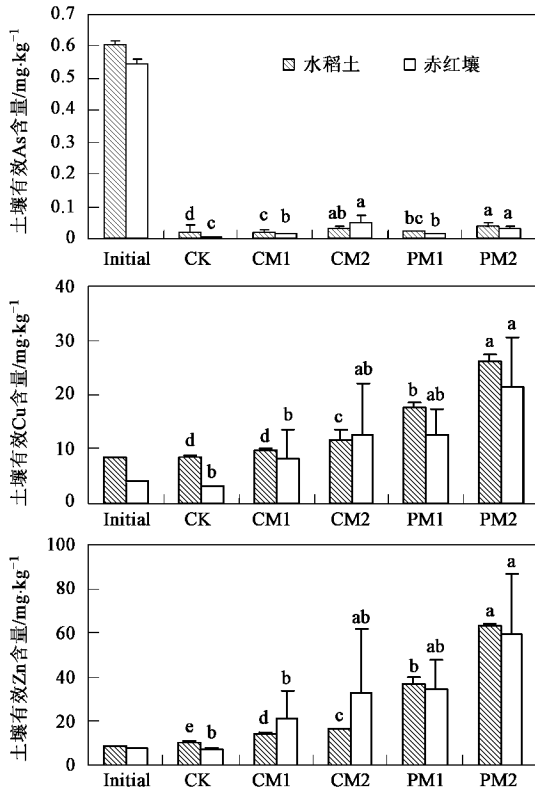 土壤有效As含量/mg·kg⁻¹
0.7
0.6
0.5
0.4
0.3
0.2
0.1
0
水稻土 赤红壤
d c c b ab a bc b a a
Initial CK CM1 CM2 PM1 PM2
土壤有效Cu含量/mg·kg⁻¹
40
30
20
10
0
d b d b c ab b ab a a
Initial CK CM1 CM2 PM1 PM2
土壤有效Zn含量/mg·kg⁻¹
100
80
60
40
20
0
e b d b c ab b ab a a
Initial CK CM1 CM2 PM1 PM2